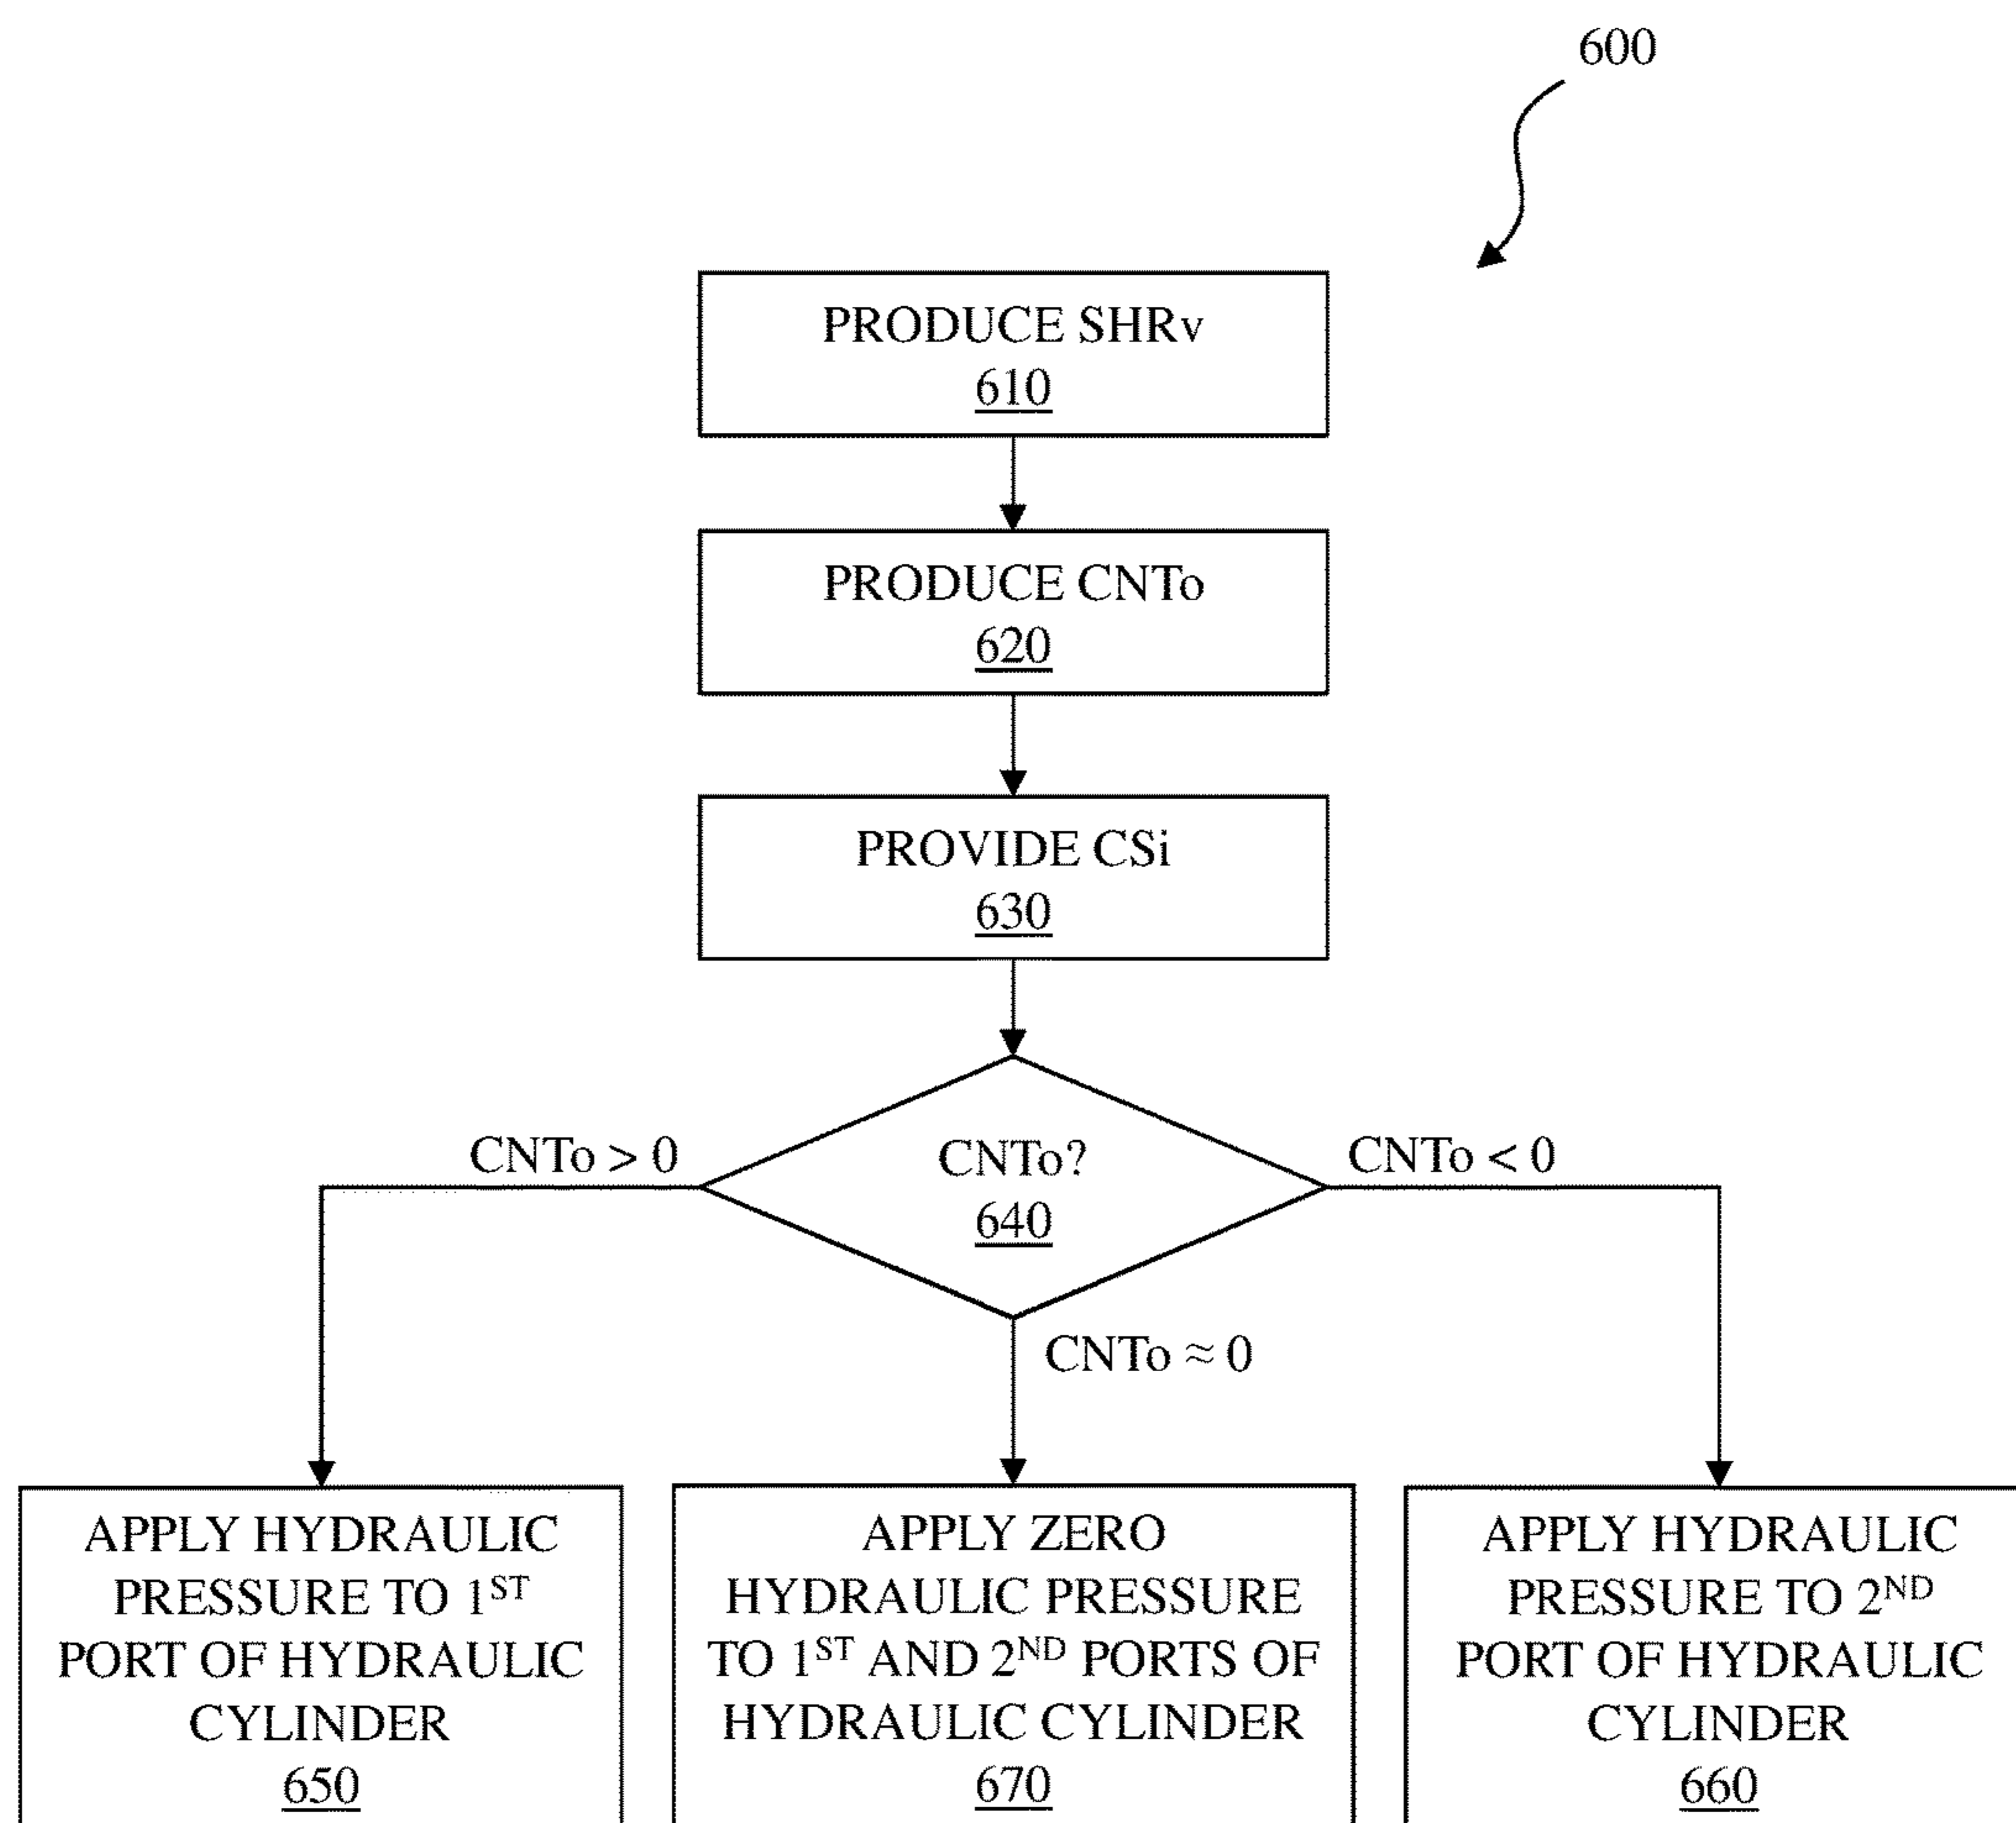 600
PRODUCE SHRv
610
PRODUCE CNTo
620
PROVIDE CSi
630
CNTo > 0
CNTo?
640
CNTo < 0
CNTo ≈ 0
APPLY HYDRAULIC
PRESSURE TO 1ST
PORT OF HYDRAULIC
CYLINDER
650
APPLY ZERO
HYDRAULIC PRESSURE
TO 1ST AND 2ND PORTS OF
HYDRAULIC CYLINDER
670
APPLY HYDRAULIC
PRESSURE TO 2ND
PORT OF HYDRAULIC
CYLINDER
660